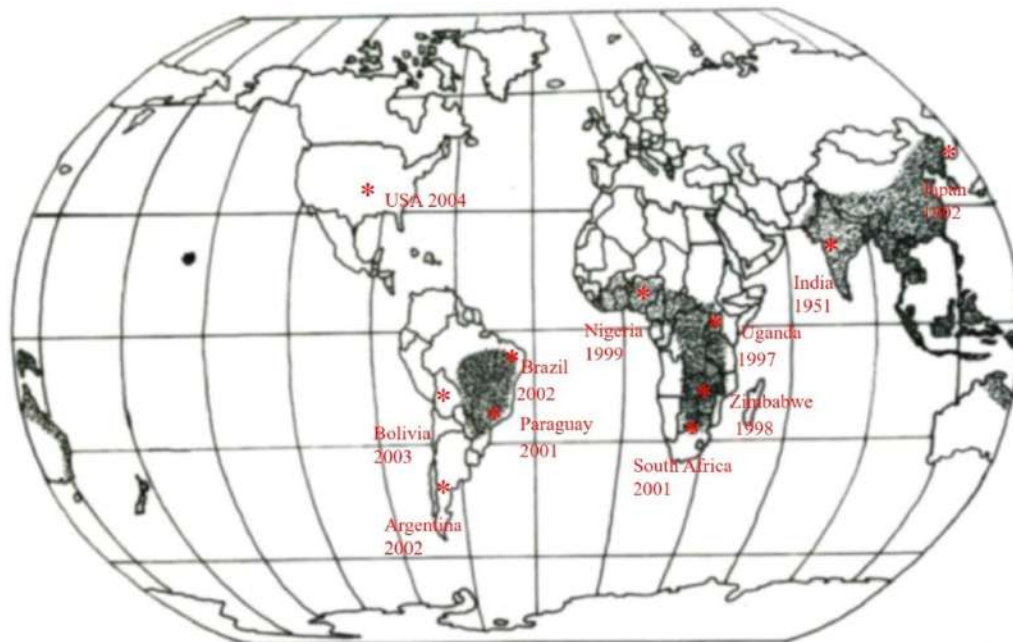 USA 2004
Japan
1902
India
1951
Nigeria
1999
Uganda
1997
Brazil
2002
Zimbabwe
1998
Paraguay
2001
Bolivia
2003
South Africa
2001
Argentina
2002